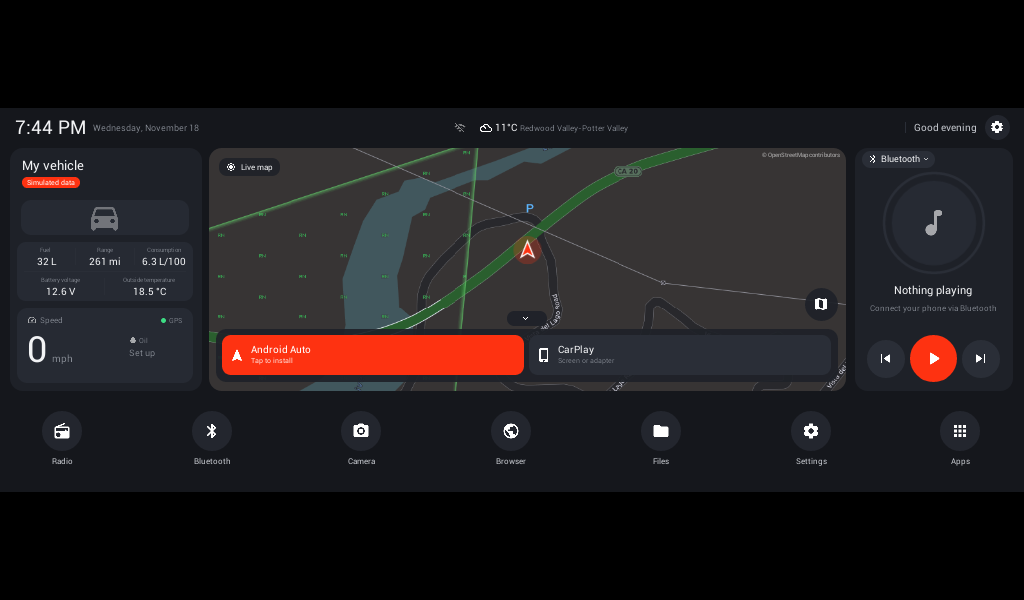 7:44 PM Wednesday, November 18
11°C Redwood Valley-Potter Valley
Good evening
My vehicle
Simulated data
Fuel Range Consumption
32 L 261 mi 6.3 L/100
Battery voltage Outside temperature
12.6 V 18.5 °C
Speed GPS
0 mph
Oil
Set up
Live map
© OpenStreetMap contributors
CA 20
P
Android Auto
Tap to install
CarPlay
Screen or adapter
Bluetooth
Nothing playing
Connect your phone via Bluetooth
Radio Bluetooth Camera Browser Files Settings Apps